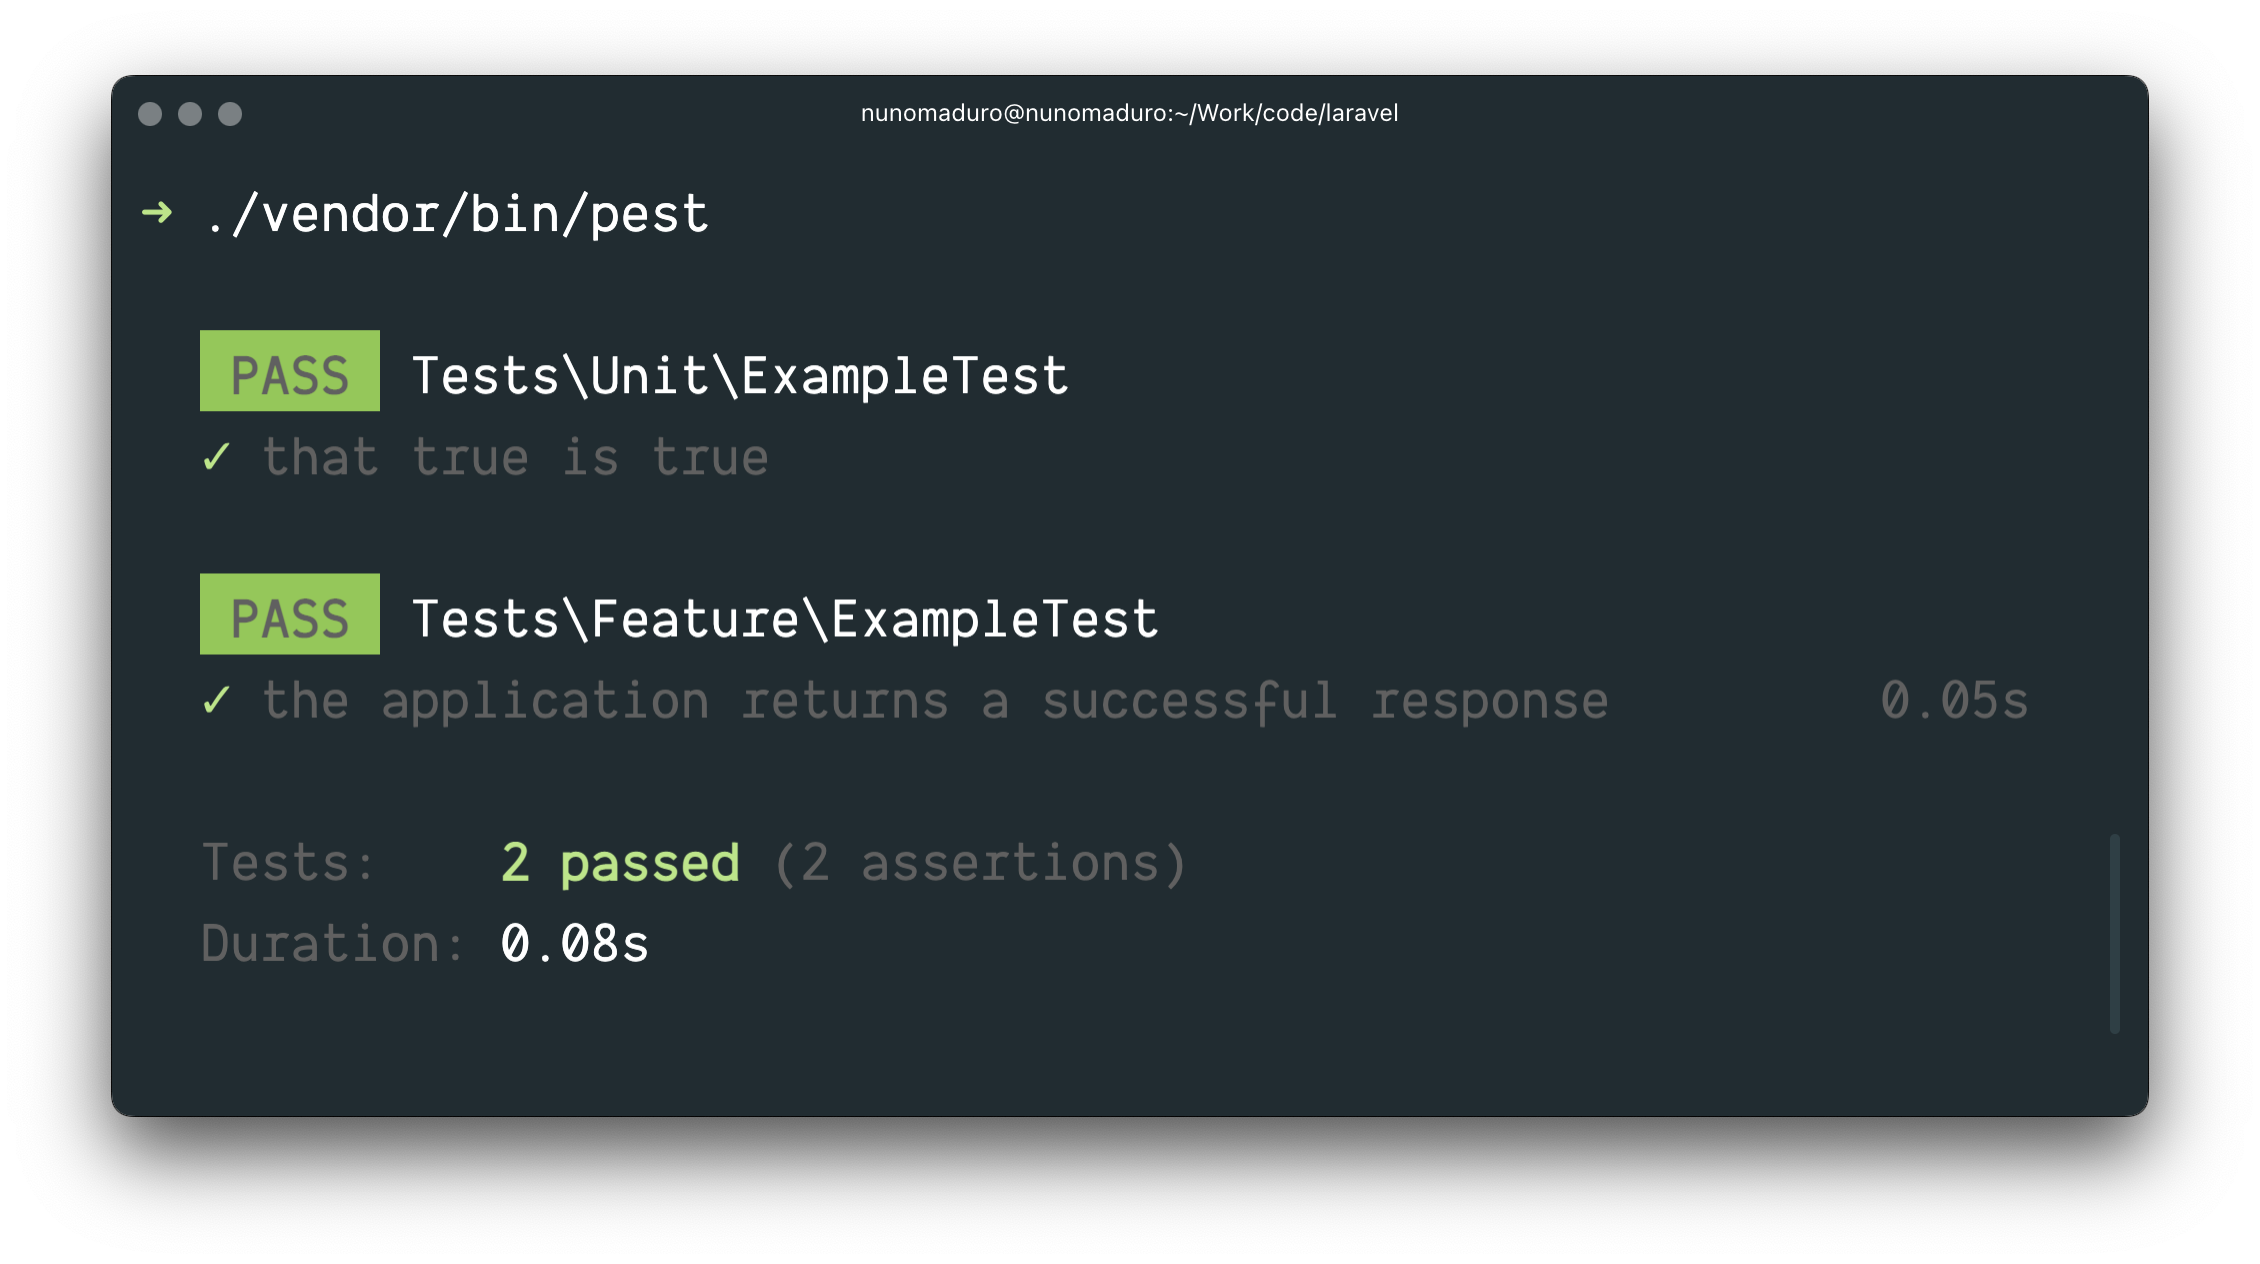 nunomaduro@nunomaduro:~/Work/code/laravel
➜ ./vendor/bin/pest
PASS Tests\Unit\ExampleTest
✓ that true is true
PASS Tests\Feature\ExampleTest
✓ the application returns a successful response 0.05s
Tests: 2 passed (2 assertions)
Duration: 0.08s